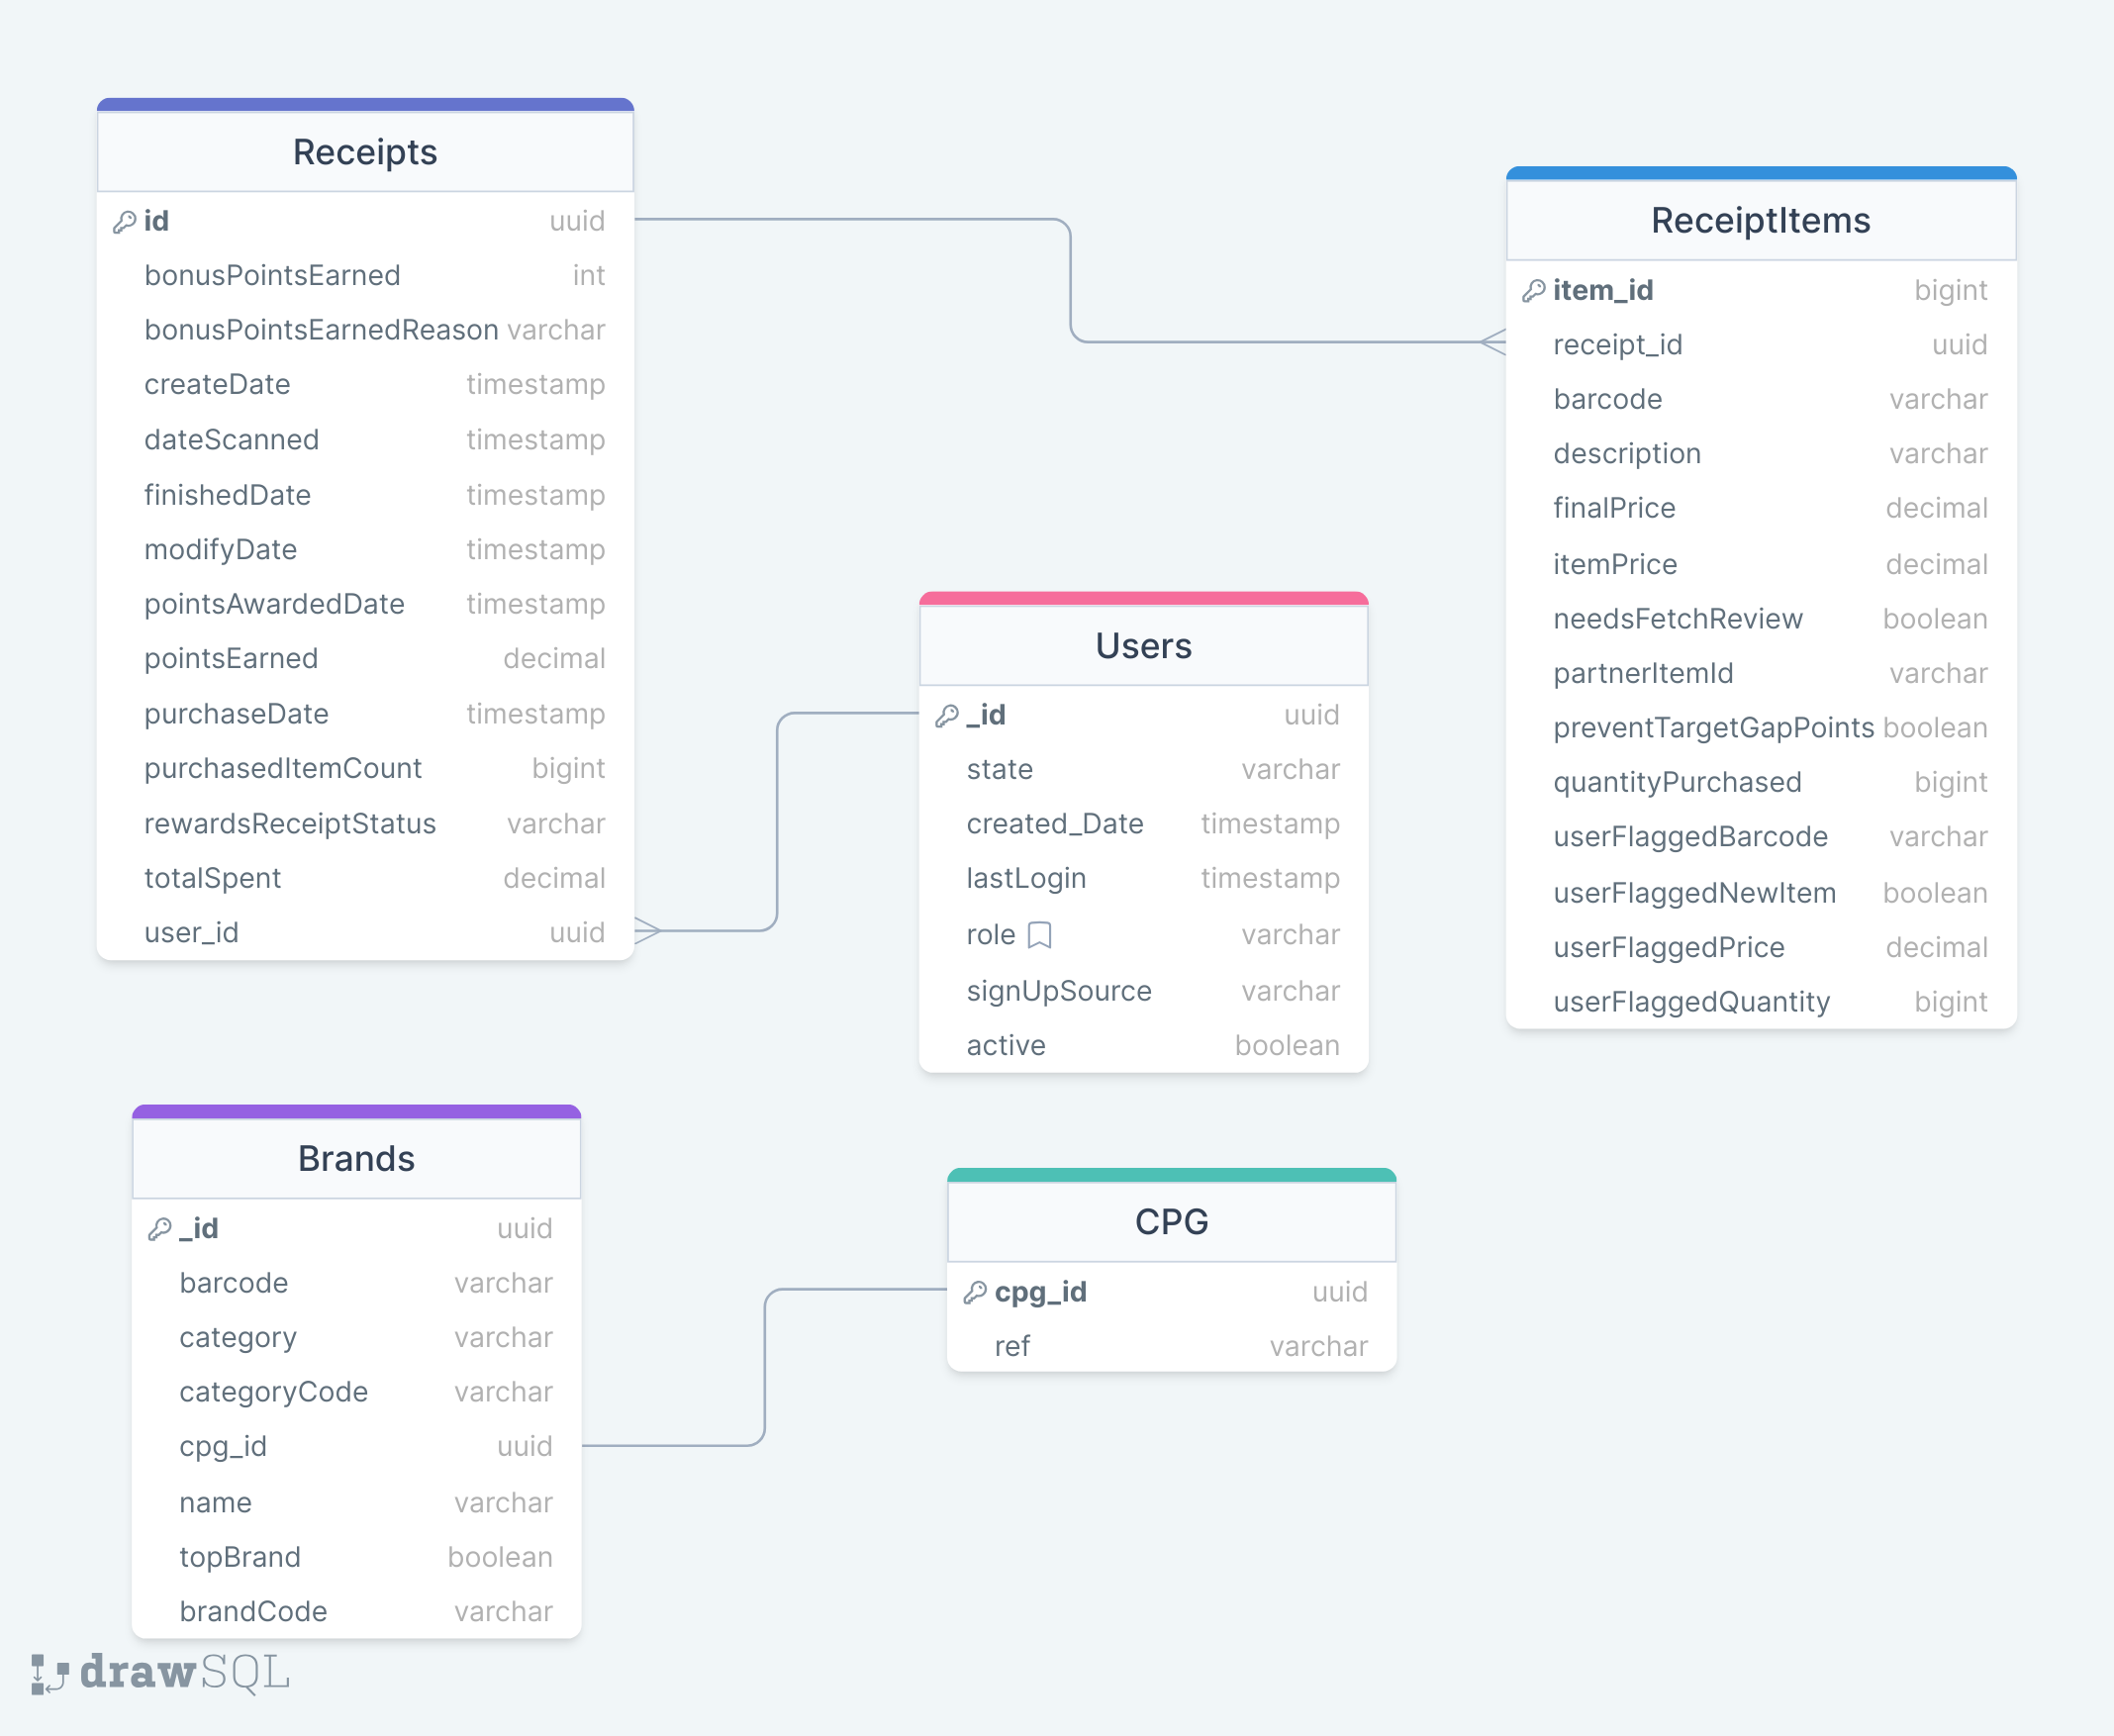 Receipts
id uuid
bonusPointsEarned int
bonusPointsEarnedReason varchar
createDate timestamp
dateScanned timestamp
finishedDate timestamp
modifyDate timestamp
pointsAwardedDate timestamp
pointsEarned decimal
purchaseDate timestamp
purchasedItemCount bigint
rewardsReceiptStatus varchar
totalSpent decimal
user_id uuid
ReceiptItems
item_id bigint
receipt_id uuid
barcode varchar
description varchar
finalPrice decimal
itemPrice decimal
needsFetchReview boolean
partnerItemId varchar
preventTargetGapPoints boolean
quantityPurchased bigint
userFlaggedBarcode varchar
userFlaggedNewItem boolean
userFlaggedPrice decimal
userFlaggedQuantity bigint
Users
_id uuid
state varchar
created_Date timestamp
lastLogin timestamp
role varchar
signUpSource varchar
active boolean
Brands
_id uuid
barcode varchar
category varchar
categoryCode varchar
cpg_id uuid
name varchar
topBrand boolean
brandCode varchar
CPG
cpg_id uuid
ref varchar
drawSQL